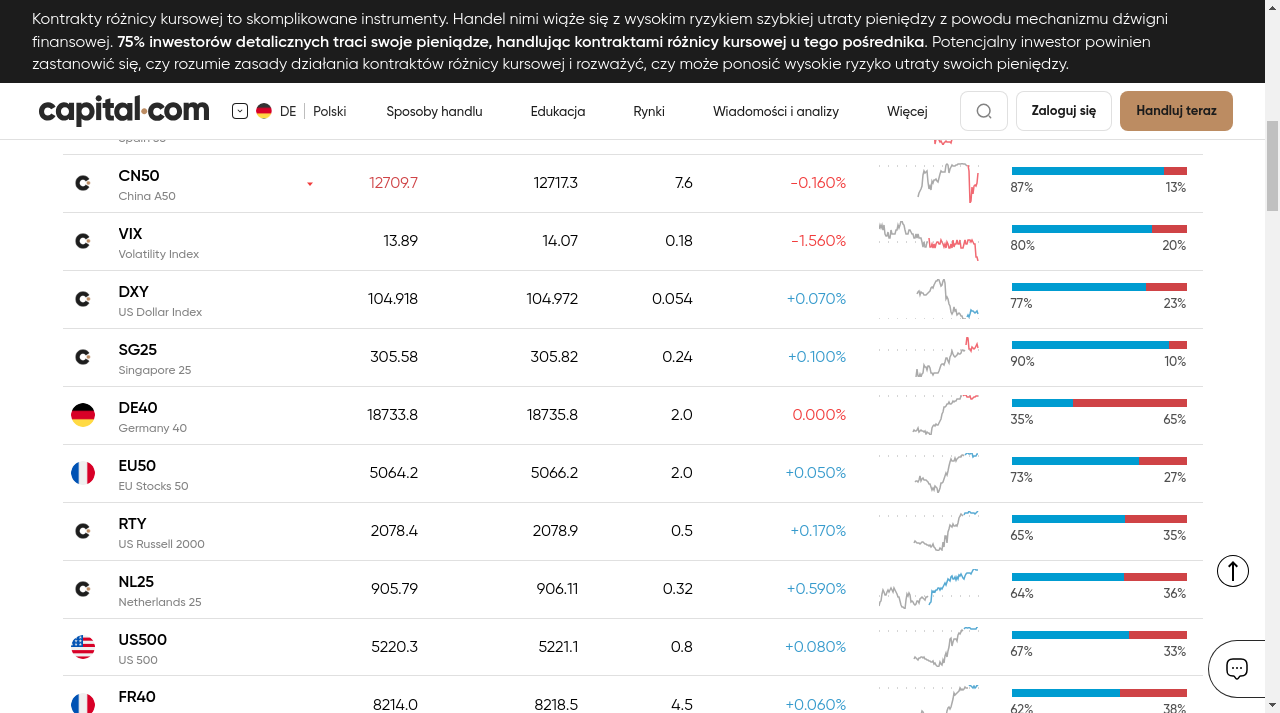 Kontrakty różnicy kursowej to skomplikowane instrumenty. Handel nimi wiąże się z wysokim ryzykiem szybkiej utraty pieniędzy z powodu mechanizmu dźwigni
finansowej. 75% inwestorów detalicznych traci swoje pieniądze, handlując kontraktami różnicy kursowej u tego pośrednika. Potencjalny inwestor powinien
zastanowić się, czy rozumie zasady działania kontraktów różnicy kursowej i rozważyć, czy może ponosić wysokie ryzyko utraty swoich pieniędzy.
capital.com DE Polski Sposoby handlu Edukacja Rynki Wiadomości i analizy Więcej Zaloguj się Handluj teraz
CN50 12709.7 12717.3 7.6 -0.160%
China A50 87% 13%
VIX 13.89 14.07 0.18 -1.560%
Volatility Index 80% 20%
DXY 104.918 104.972 0.054 +0.070%
US Dollar Index 77% 23%
SG25 305.58 305.82 0.24 +0.100%
Singapore 25 90% 10%
DE40 18733.8 18735.8 2.0 0.000%
Germany 40 35% 65%
EU50 5064.2 5066.2 2.0 +0.050%
EU Stocks 50 73% 27%
RTY 2078.4 2078.9 0.5 +0.170%
US Russell 2000 65% 35%
NL25 905.79 906.11 0.32 +0.590%
Netherlands 25 64% 36%
US500 5220.3 5221.1 0.8 +0.080%
US 500 67% 33%
FR40 8214.0 8218.5 4.5 +0.060%
62% 38%